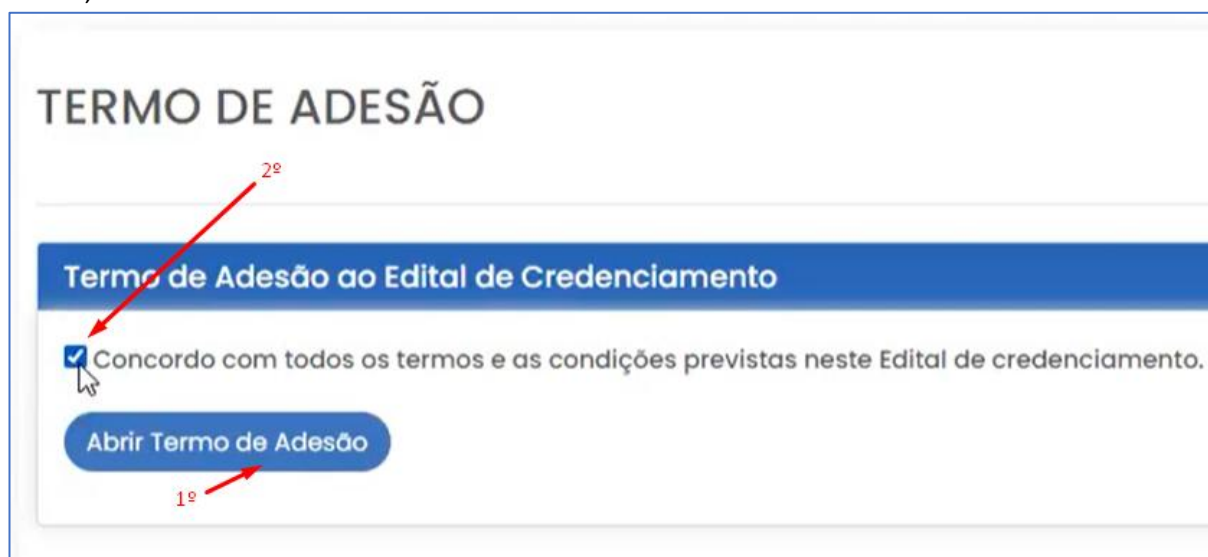 TERMO DE ADESÃO
2º
Termo de Adesão ao Edital de Credenciamento
Concordo com todos os termos e as condições previstas neste Edital de credenciamento.
Abrir Termo de Adesão
1º